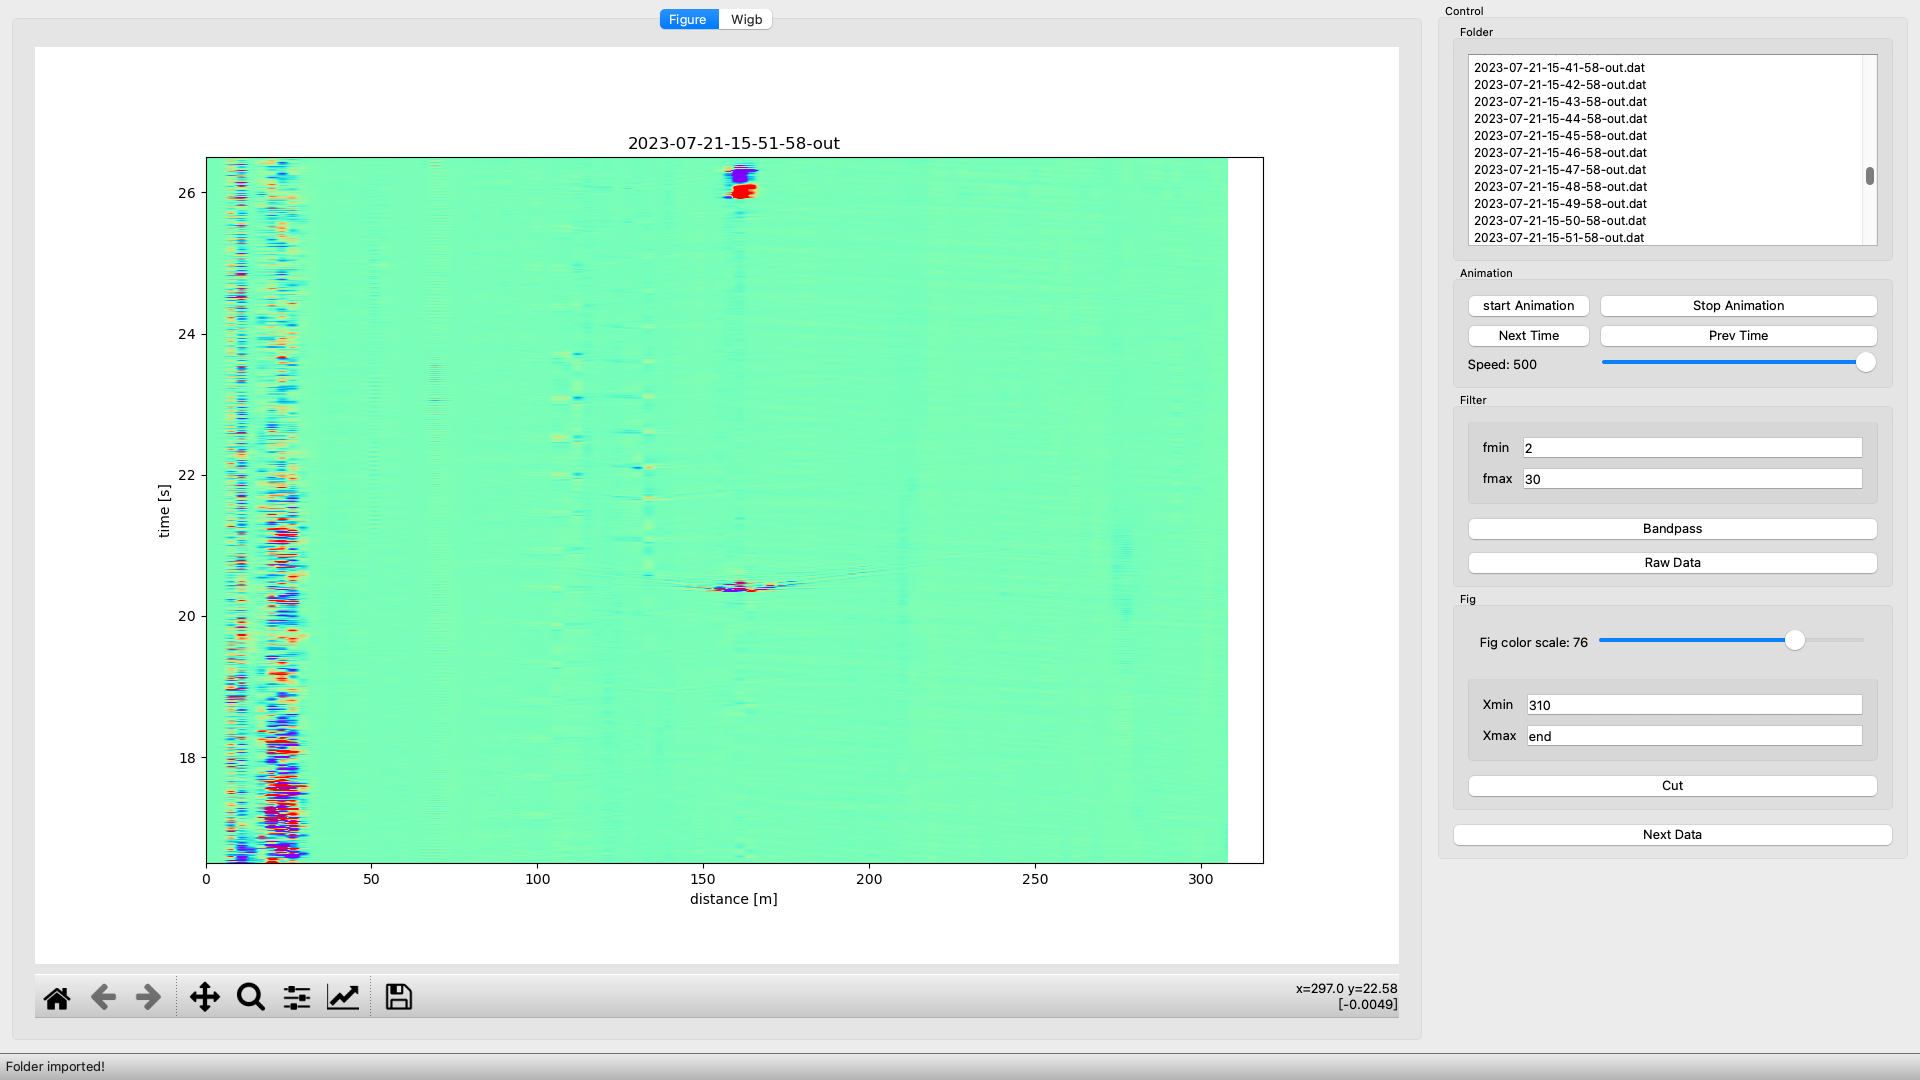 Figure
Wigb
2023-07-21-15-51-58-out
26
24
22
20
18
time [s]
0
50
100
150
200
250
300
distance [m]
x=297.0 y=22.58
[-0.0049]
Folder imported!
Control
Folder
2023-07-21-15-41-58-out.dat
2023-07-21-15-42-58-out.dat
2023-07-21-15-43-58-out.dat
2023-07-21-15-44-58-out.dat
2023-07-21-15-45-58-out.dat
2023-07-21-15-46-58-out.dat
2023-07-21-15-47-58-out.dat
2023-07-21-15-48-58-out.dat
2023-07-21-15-49-58-out.dat
2023-07-21-15-50-58-out.dat
2023-07-21-15-51-58-out.dat
Animation
start Animation
Stop Animation
Next Time
Prev Time
Speed: 500
Filter
fmin 2
fmax 30
Bandpass
Raw Data
Fig
Fig color scale: 76
Xmin 310
Xmax end
Cut
Next Data